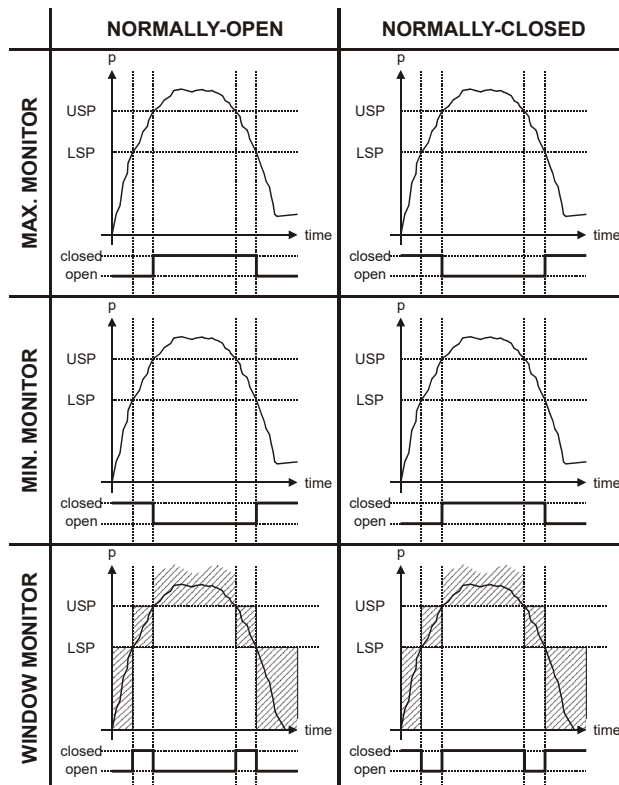 NORMALLY-OPEN NORMALLY-CLOSED
MAX. MONITOR
p
USP
LSP
time
closed
open
p
USP
LSP
time
closed
open
MIN. MONITOR
p
USP
LSP
time
closed
open
p
USP
LSP
time
closed
open
WINDOW MONITOR
p
USP
LSP
time
closed
open
p
USP
LSP
time
closed
open